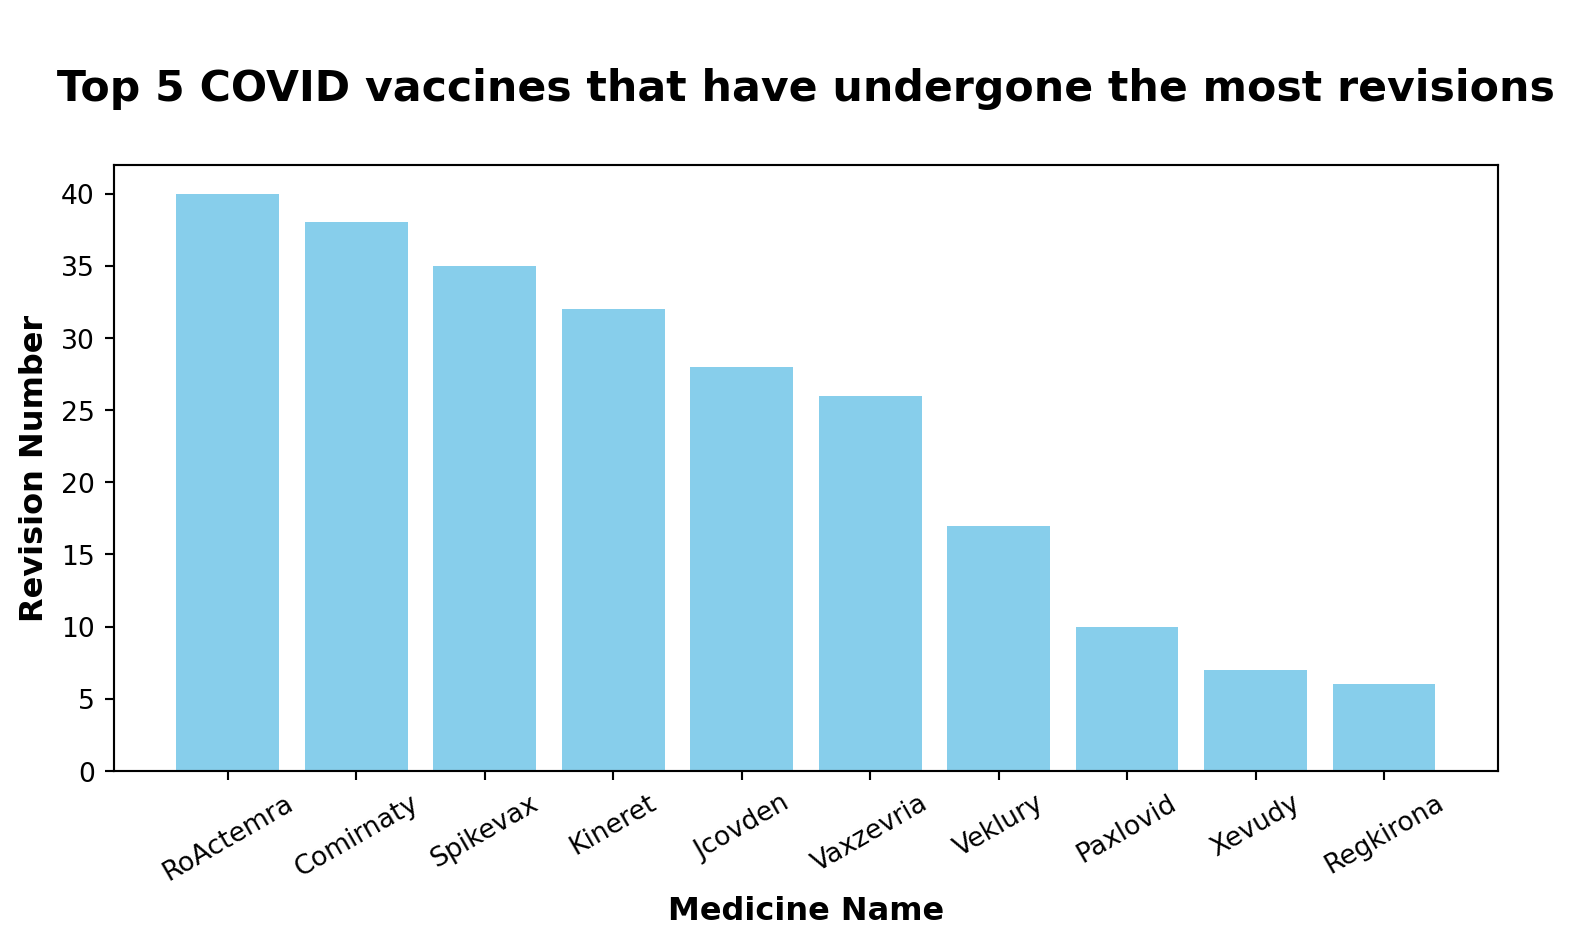 Top 5 COVID vaccines that have undergone the most revisions
Revision Number
40
35
30
25
20
15
10
5
0
RoActemra
Comirnaty
Spikevax
Kineret
Jcovden
Vaxzevria
Veklury
Paxlovid
Xevudy
Regkirona
Medicine Name